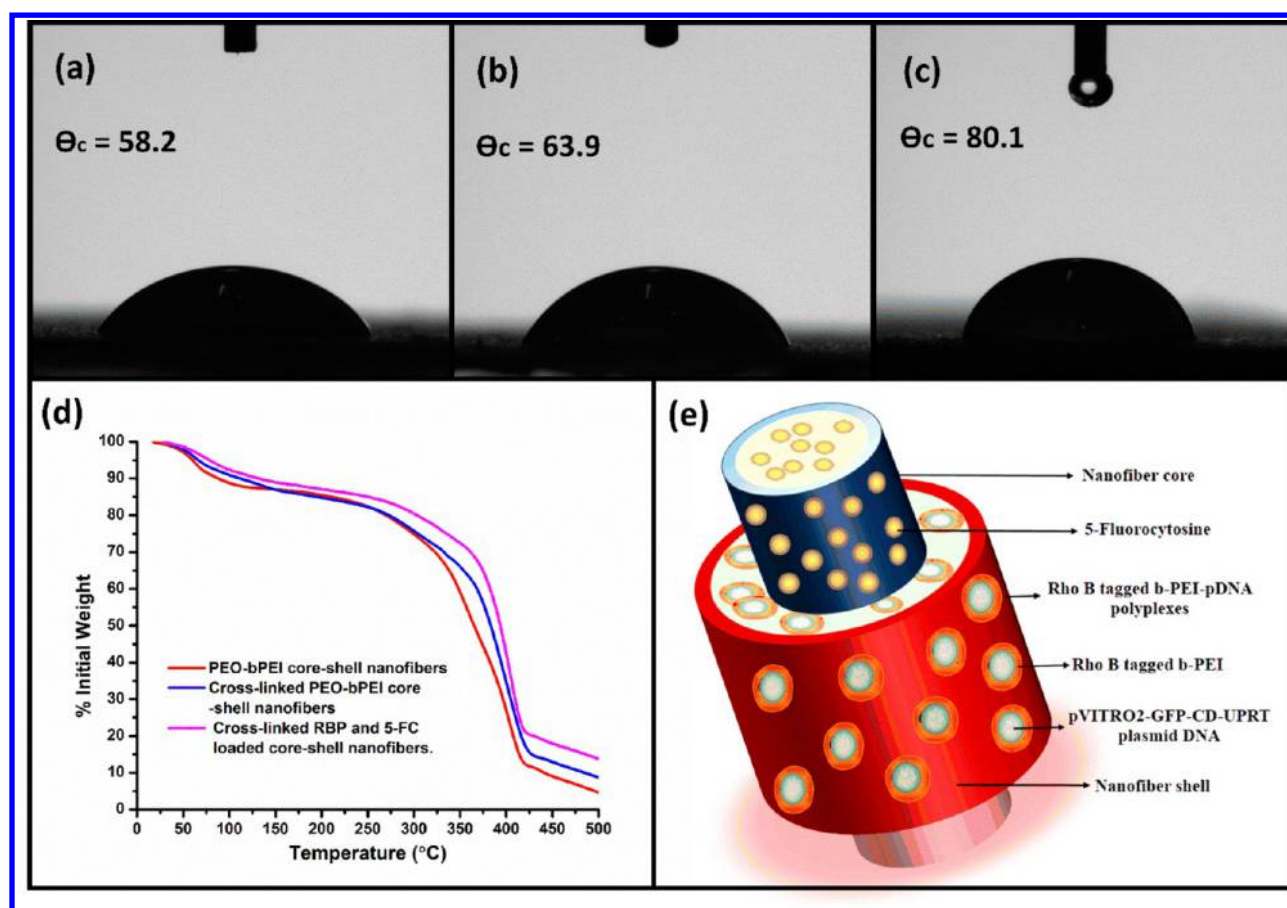 (a)
Ɵc = 58.2
(b)
Ɵc = 63.9
(c)
Ɵc = 80.1
(d)
100
90
80
70
60
50
40
30
20
10
0
% Initial Weight
PEO-bPEI core-shell nanofibers
Cross-linked PEO-bPEI core
-shell nanofibers
Cross-linked RBP and 5-FC
loaded core-shell nanofibers.
0 50 100 150 200 250 300 350 400 450 500
Temperature (°C)
(e)
Nanofiber core
5-Fluorocytosine
Rho B tagged b-PEI-pDNA
polyplexes
Rho B tagged b-PEI
pVITRO2-GFP-CD-UPRT
plasmid DNA
Nanofiber shell